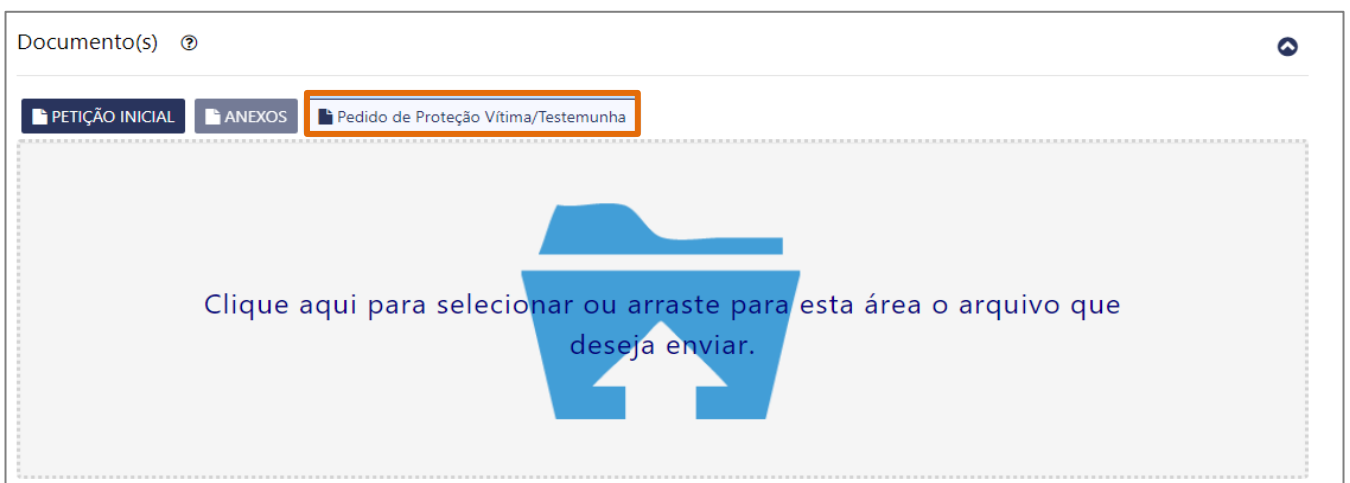 Documento(s) ?
PETIÇÃO INICIAL ANEXOS Pedido de Proteção Vítima/Testemunha
Clique aqui para selecionar ou arraste para esta área o arquivo que
deseja enviar.